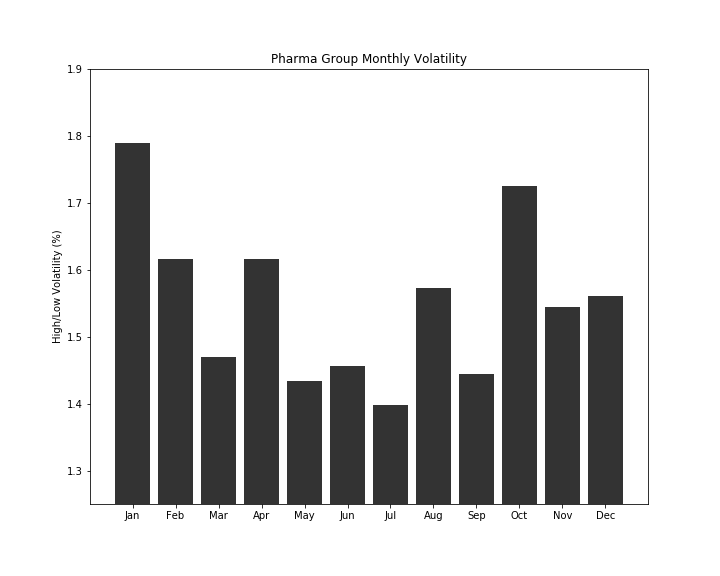 Pharma Group Monthly Volatility
High/Low Volatility (%)
1.9
1.8
1.7
1.6
1.5
1.4
1.3
Jan Feb Mar Apr May Jun Jul Aug Sep Oct Nov Dec